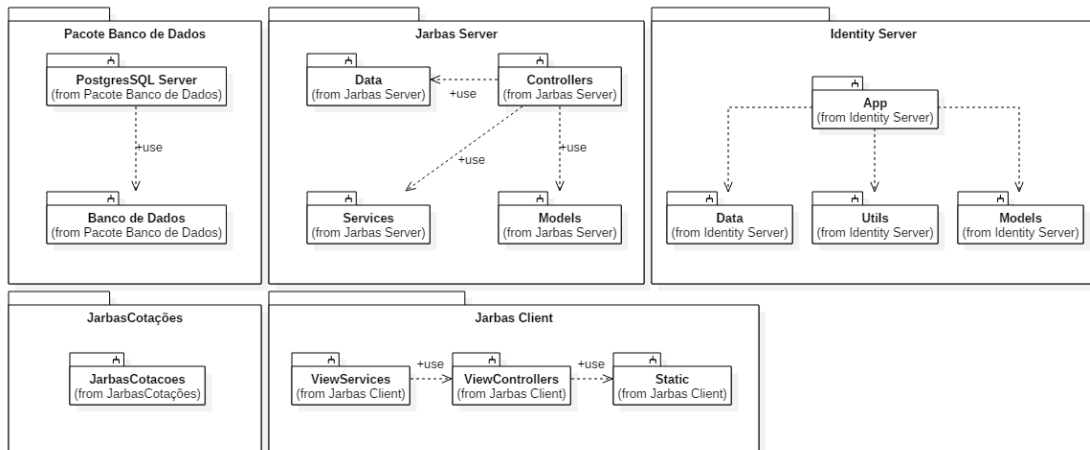 Pacote Banco de Dados
PostgresSQL Server
(from Pacote Banco de Dados)
+use
Banco de Dados
(from Pacote Banco de Dados)
Jarbas Server
Data
(from Jarbas Server)
+use
Controllers
(from Jarbas Server)
+use
+use
Services
(from Jarbas Server)
Models
(from Jarbas Server)
Identity Server
App
(from Identity Server)
Data
(from Identity Server)
Utils
(from Identity Server)
Models
(from Identity Server)
JarbasCotações
JarbasCotacoes
(from JarbasCotações)
Jarbas Client
ViewServices
(from Jarbas Client)
+use
ViewControllers
(from Jarbas Client)
+use
Static
(from Jarbas Client)